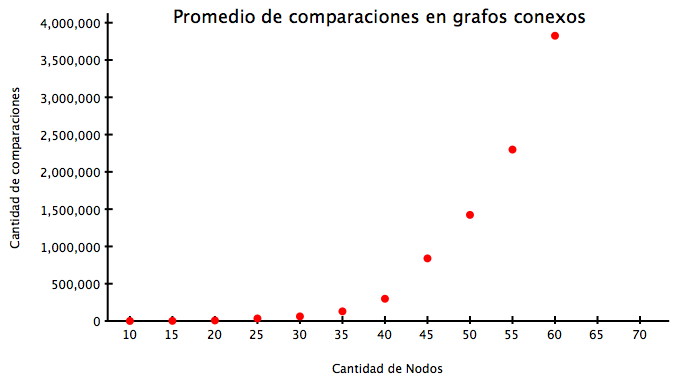 Promedio de comparaciones en grafos conexos
4,000,000
3,500,000
3,000,000
2,500,000
2,000,000
1,500,000
1,000,000
500,000
0
Cantidad de comparaciones
10 15 20 25 30 35 40 45 50 55 60 65 70
Cantidad de Nodos